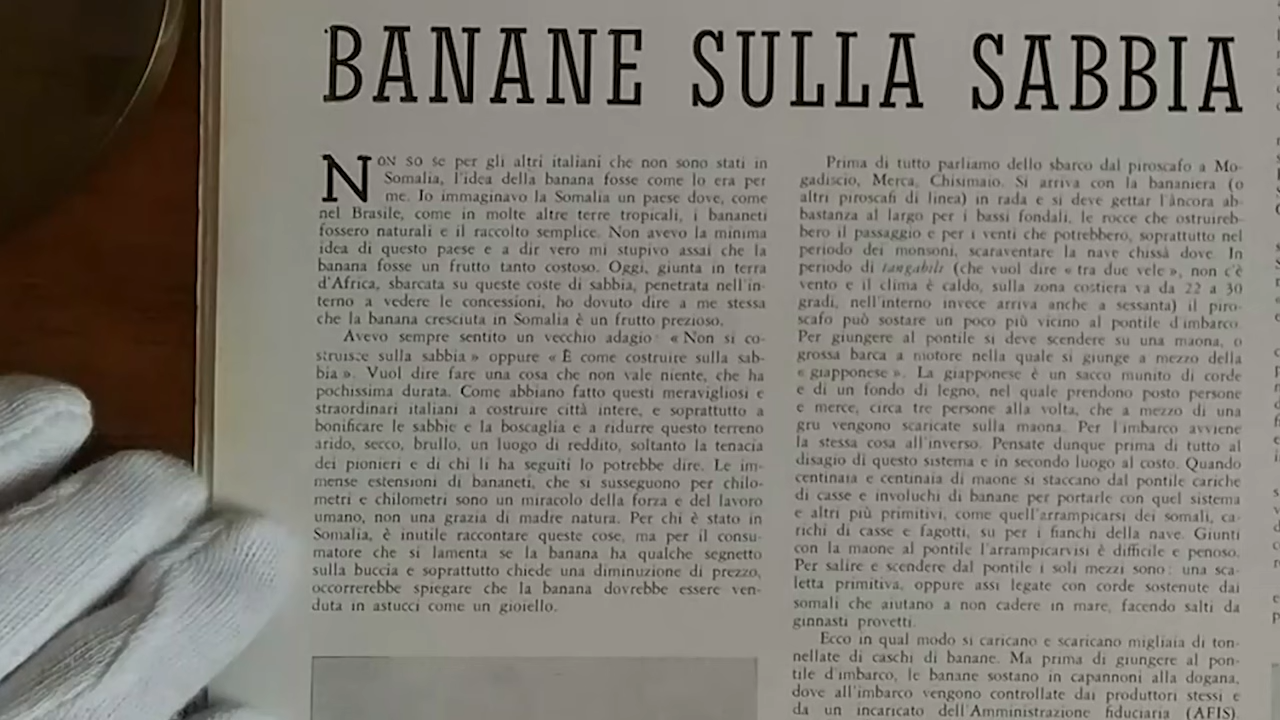 BANANE SULLA SABBIA
NON SO se per gli altri italiani che non sono stati in
Somalia, l'idea della banana fosse come lo era per
me. Io immaginavo la Somalia un paese dove, come
nel Brasile, come in molte altre terre tropicali, i bananeti
fossero naturali e il raccolto semplice. Non avevo la minima
idea di questo paese e a dir vero mi stupivo assai che la
banana fosse un frutto tanto costoso. Oggi, giunta in terra
d'Africa, sbarcata su queste coste di sabbia, penetrata nell'in-
terno a vedere le concessioni, ho dovuto dire a me stessa
che la banana cresciuta in Somalia è un frutto prezioso.
Avevo sempre sentito un vecchio adagio: « Non si co-
struisce sulla sabbia » oppure « È come costruire sulla sab-
bia ». Vuol dire fare una cosa che non vale niente, che ha
pochissima durata. Come abbiano fatto questi meravigliosi e
straordinari italiani a costruire città intere, e soprattutto a
bonificare le sabbie e la boscaglia e a ridurre questo terreno
arido, secco, brullo, un luogo di reddito, soltanto la tenacia
dei pionieri e di chi li ha seguiti lo potrebbe dire. Le im-
mense estensioni di bananeti, che si susseguono per chilo-
metri e chilometri sono un miracolo della forza e del lavoro
umano, non una grazia di madre natura. Per chi è stato in
Somalia, è inutile raccontare queste cose, ma per il consu-
matore che si lamenta se la banana ha qualche segnetto
sulla buccia e soprattutto chiede una diminuzione di prezzo,
occorrerebbe spiegare che la banana dovrebbe essere ven-
duta in astucci come un gioiello.
Prima di tutto parliamo dello sbarco dal piroscafo a Mo-
gadiscio, Merca, Chisimaio. Si arriva con la bananiera (o
altri piroscafi di linea) in rada e si deve gettar l'àncora ab-
bastanza al largo per i bassi fondali, le rocce che ostruireb-
bero il passaggio e per i venti che potrebbero, soprattutto nel
periodo dei monsoni, scaraventare la nave chissà dove. In
periodo di tangabili (che vuol dire « tra due vele », non c'è
vento e il clima è caldo, sulla zona costiera va da 22 a 30
gradi, nell'interno invece arriva anche a sessanta) il piro-
scafo può sostare un poco più vicino al pontile d'imbarco.
Per giungere al pontile si deve scendere su una maona, o
grossa barca a motore nella quale si giunge a mezzo della
« giapponese ». La giapponese è un sacco munito di corde
e di un fondo di legno, nel quale prendono posto persone
e merce, circa tre persone alla volta, che a mezzo di una
gru vengono scaricate sulla maona. Per l'imbarco avviene
la stessa cosa all'inverso. Pensate dunque prima di tutto al
disagio di questo sistema e in secondo luogo al costo. Quando
centinaia e centinaia di maone si staccano dal pontile cariche
di casse e involuchi di banane per portarle con quel sistema
e altri più primitivi, come quell'arrampicarsi dei somali, ca-
richi di casse e fagotti, su per i fianchi della nave. Giunti
con la maone al pontile l'arrampicarvisi è difficile e penoso.
Per salire e scendere dal pontile i soli mezzi sono: una sca-
letta primitiva, oppure assi legate con corde sostenute dai
somali che aiutano a non cadere in mare, facendo salti da
ginnasti provetti.
Ecco in qual modo si caricano e scaricano migliaia di ton-
nellate di caschi di banane. Ma prima di giungere al pon-
tile d'imbarco, le banane sostano in capannoni alla dogana,
dove all'imbarco vengono controllate dai produttori stessi e
da un incaricato dell'Amministrazione fiduciaria (AFIS).